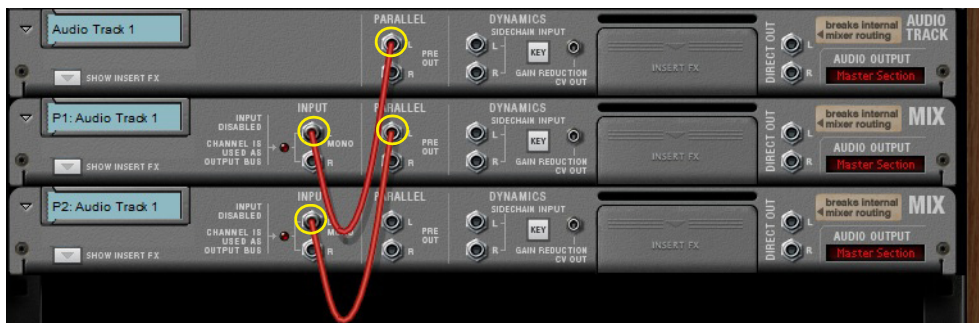 Audio Track 1
SHOW INSERT FX
PARALLEL
L
R
PRE OUT
DYNAMICS
SIDECHAIN INPUT
L
R
KEY
GAIN REDUCTION
CV OUT
INSERT FX
DIRECT OUT
L
R
breaks internal
mixer routing
AUDIO TRACK
AUDIO OUTPUT
Master Section
P1: Audio Track 1
SHOW INSERT FX
INPUT DISABLED
CHANNEL IS USED AS OUTPUT BUS
INPUT
MONO
R
PARALLEL
L
R
PRE OUT
DYNAMICS
SIDECHAIN INPUT
L
R
KEY
GAIN REDUCTION
CV OUT
INSERT FX
DIRECT OUT
L
R
breaks internal
mixer routing
MIX
AUDIO OUTPUT
Master Section
P2: Audio Track 1
SHOW INSERT FX
INPUT DISABLED
CHANNEL IS USED AS OUTPUT BUS
INPUT
L
MONO
R
PARALLEL
L
R
PRE OUT
DYNAMICS
SIDECHAIN INPUT
L
R
KEY
GAIN REDUCTION
CV OUT
INSERT FX
DIRECT OUT
L
R
breaks internal
mixer routing
MIX
AUDIO OUTPUT
Master Section